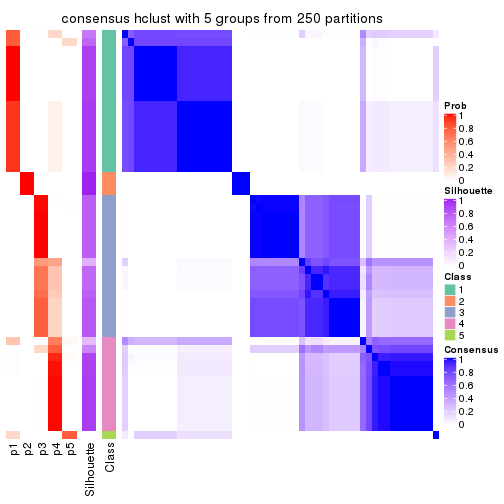 consensus hclust with 5 groups from 250 partitions
Prob
1
0.8
0.6
0.4
0.2
0
Silhouette
1
0.8
0.6
0.4
0.2
0
Class
1
2
3
4
5
Consensus
1
0.8
0.6
0.4
0.2
0
p1
p2
p3
p4
p5
Silhouette
Class